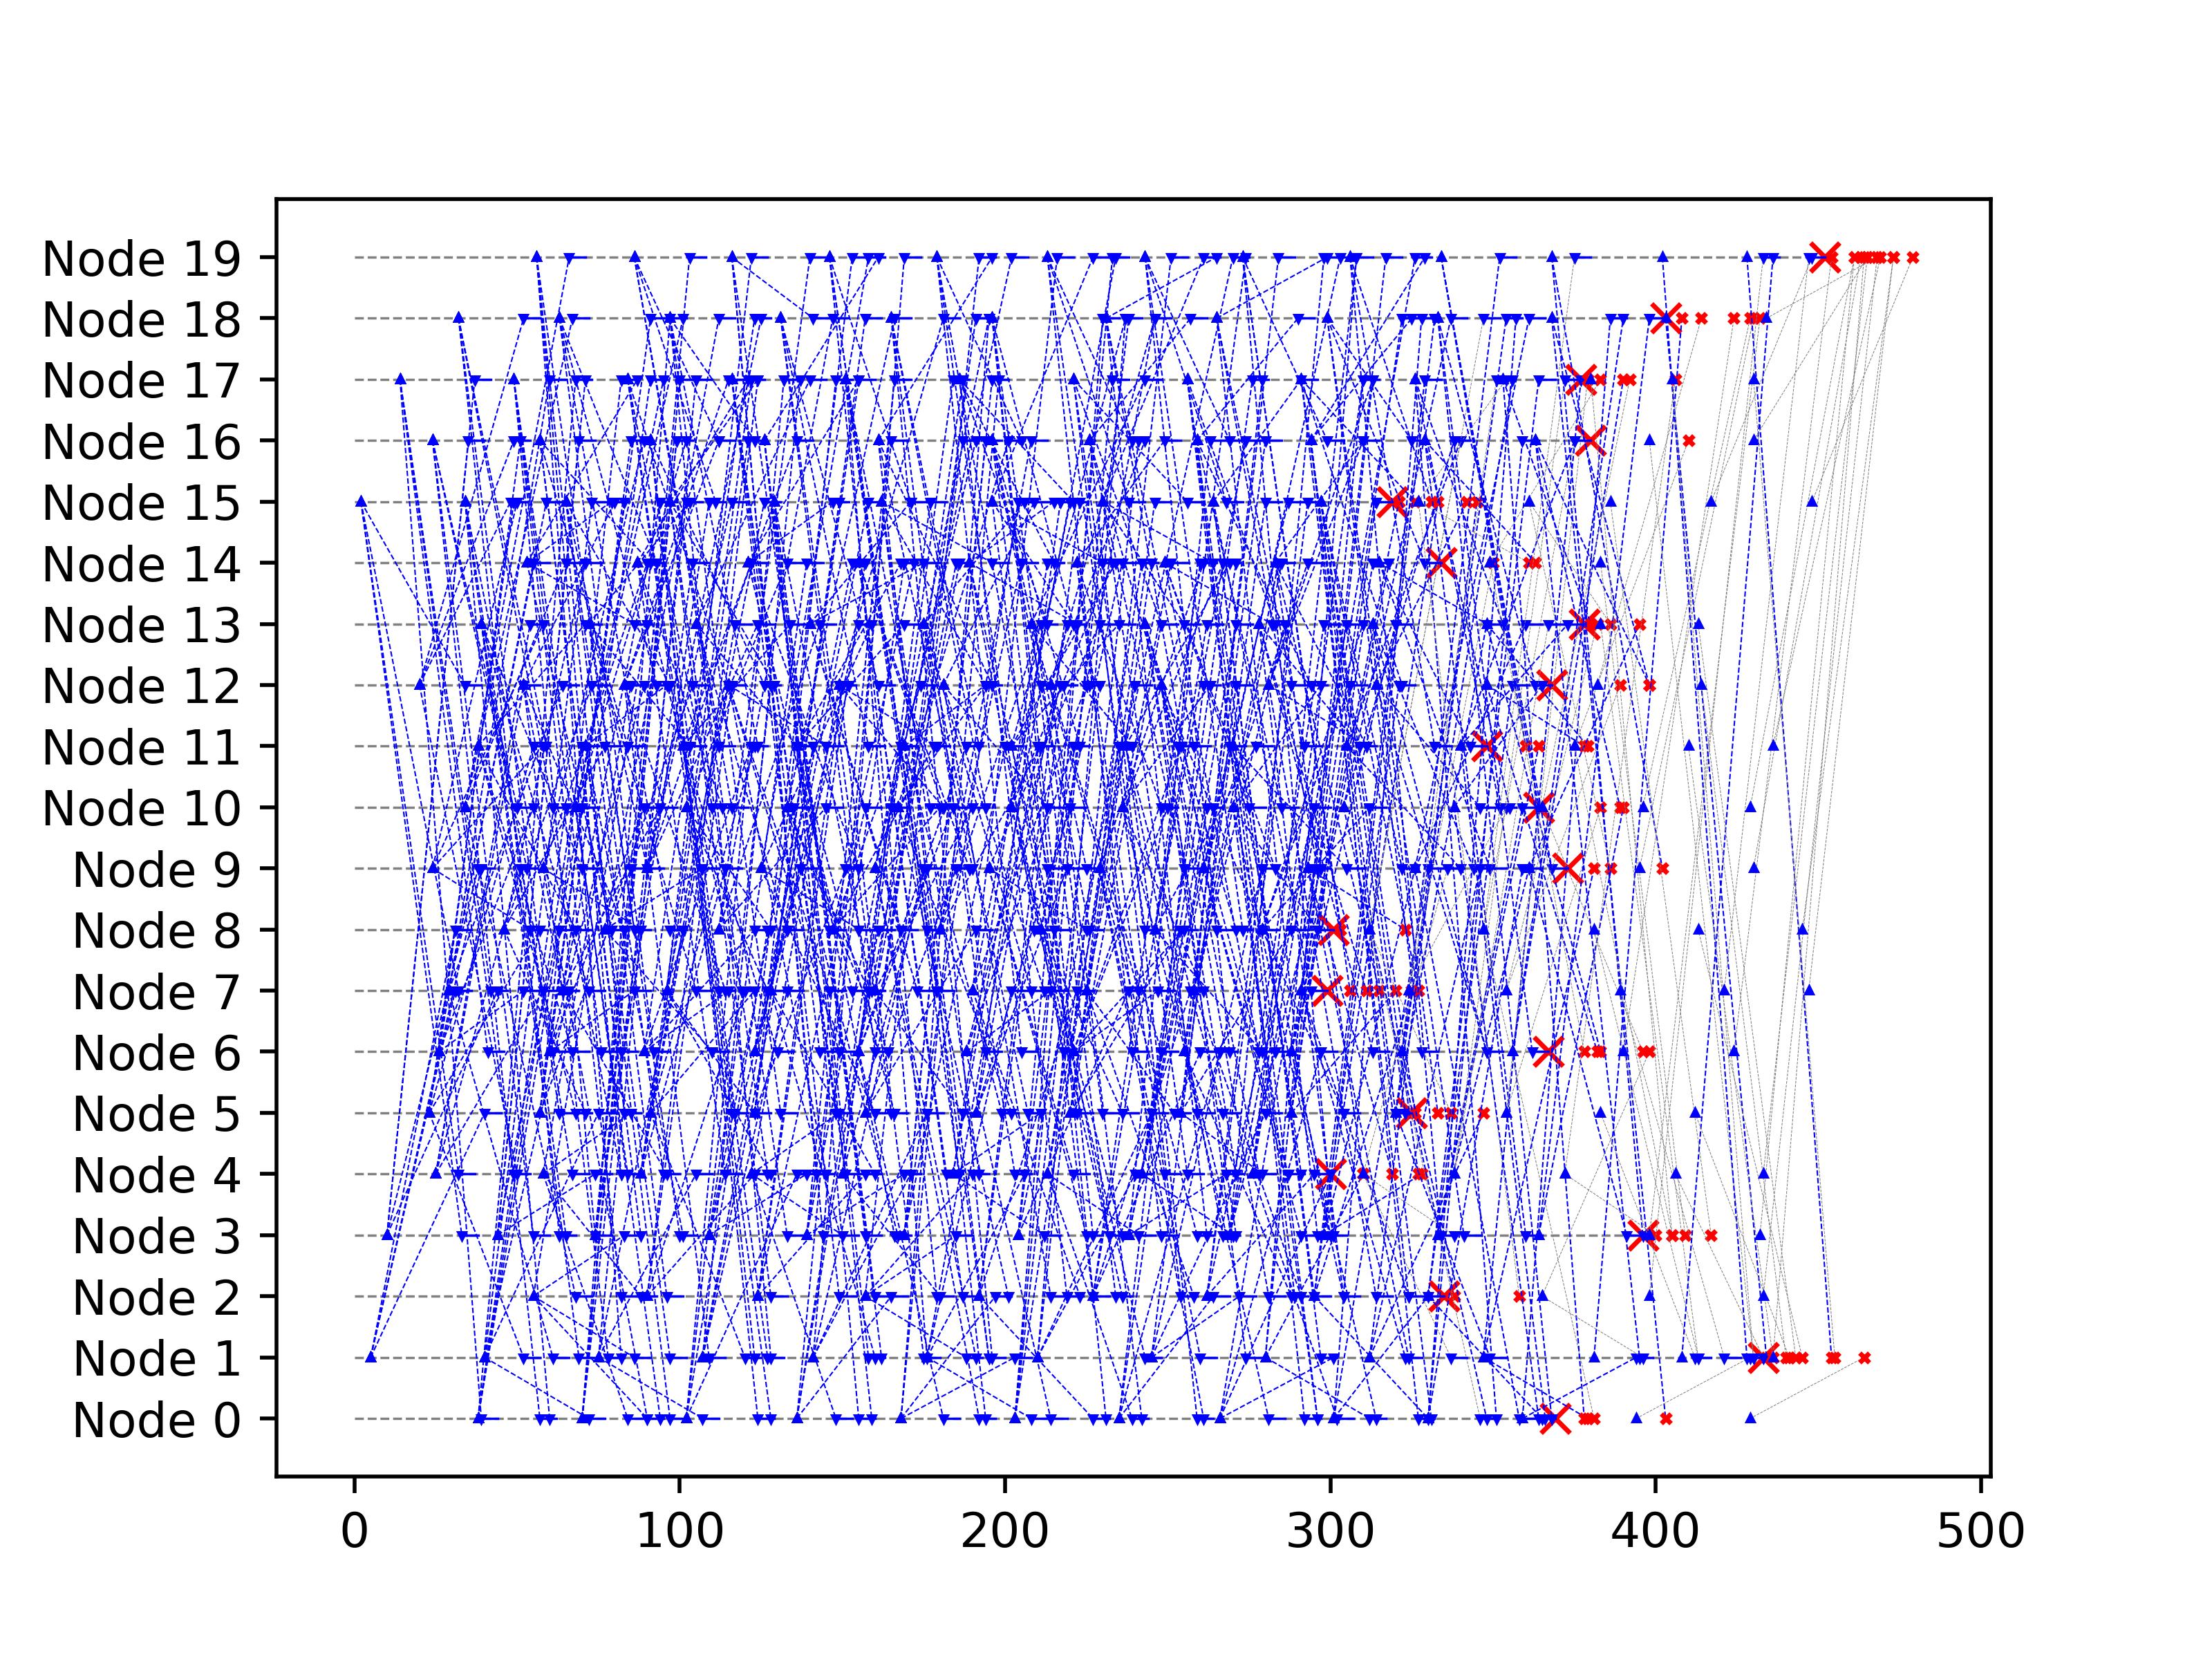 Node 19
Node 18
Node 17
Node 16
Node 15
Node 14
Node 13
Node 12
Node 11
Node 10
Node 9
Node 8
Node 7
Node 6
Node 5
Node 4
Node 3
Node 2
Node 1
Node 0
0 100 200 300 400 500